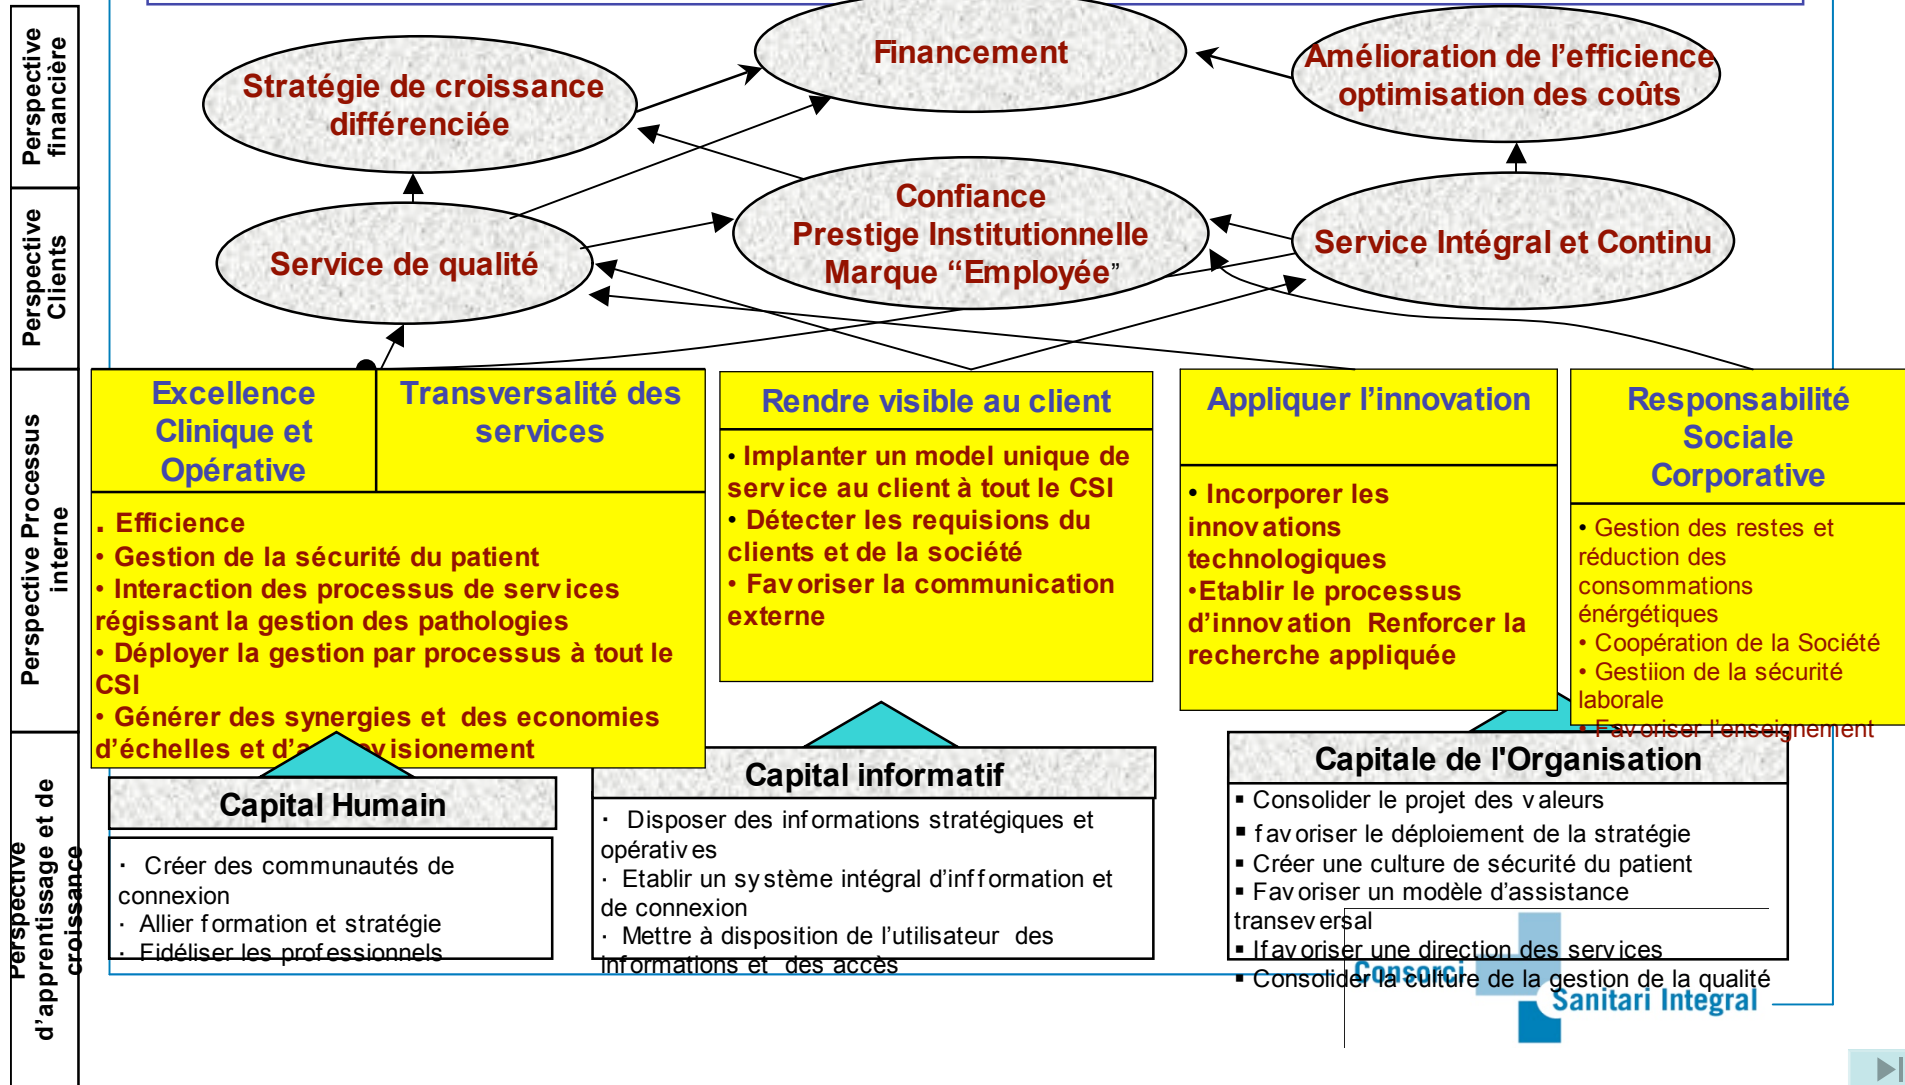 Perspective
financière
Stratégie de croissance
différenciée
Financement
Amélioration de l'efficience
optimisation des coûts
Perspective
Clients
Service de qualité
Confiance
Prestige Institutionnelle
Marque “Employée”
Service Intégral et Continu
Perspective Processus
interne
Excellence
Clinique et
Opérative
Transversalité des
services
. Efficience
• Gestion de la sécurité du patient
• Interaction des processus de services
régissant la gestion des pathologies
• Déployer la gestion par processus à tout le
CSI
• Générer des synergies et des economies
d'échelles et d'a ovisionement
Rendre visible au client
• Implanter un model unique de
service au client à tout le CSI
• Détecter les requisions du
clients et de la société
• Favoriser la communication
externe
Appliquer l’innovation
• Incorporer les
innovations
technologiques
•Etablir le processus
d’innovation Renforcer la
recherche appliquée
Responsabilité
Sociale
Corporative
• Gestion des restes et
réduction des
consommations
énérgétiques
• Coopération de la Société
• Gestiion de la sécurité
laborale
• Favoriser l’enseignement
Perspective
d’apprentissage et de
croissance
Capital Humain
· Créer des communautés de
connexion
· Allier formation et stratégie
· Fidéliser les professionnels
Capital informatif
· Disposer des informations stratégiques et
opératives
· Etablir un système intégral d’infformation et
de connexion
· Mettre à disposition de l’utilisateur des
informations et des accès
Capitale de l'Organisation
▪ Consolider le projet des valeurs
▪ favoriser le déploiement de la stratégie
▪ Créer une culture de sécurité du patient
▪ Favoriser un modèle d’assistance
transeversal
▪ Ifavoriser une direction des services
▪ Consolider la culture de la gestion de la qualité
Consorci
Sanitari Integral